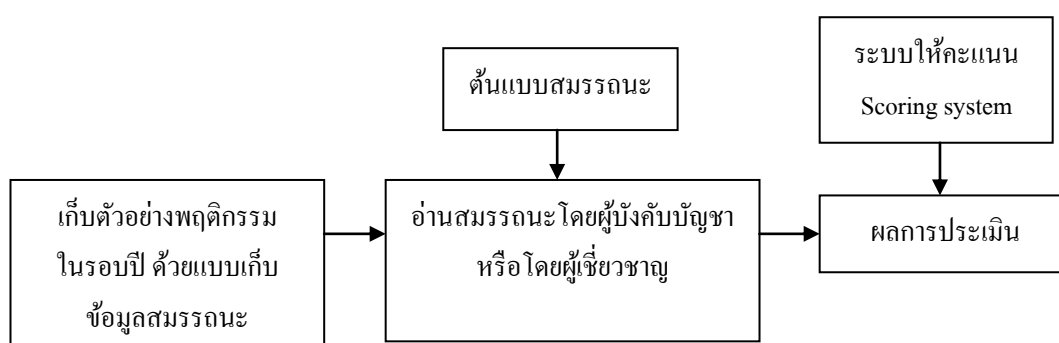 ระบบให้คะแนน
Scoring system
ต้นแบบสมรรถนะ
เก็บตัวอย่างพฤติกรรม
ในรอบปี ด้วยแบบเก็บ
ข้อมูลสมรรถนะ
อ่านสมรรถนะโดยผู้บังคับบัญชา
หรือโดยผู้เชี่ยวชาญ
ผลการประเมิน